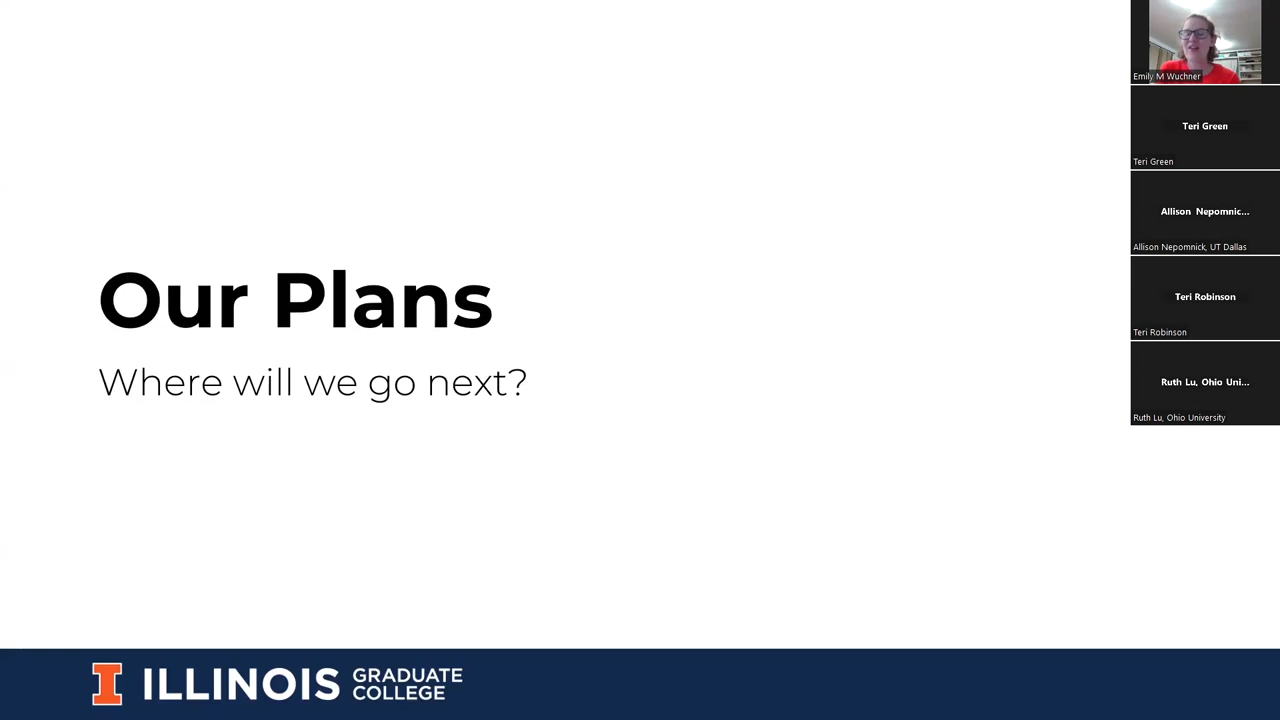 Our Plans
Where will we go next?
ILLINOIS GRADUATE COLLEGE
Emily M Wuchner
Teri Green
Teri Green
Allison Nepomnic...
Allison Nepomnick, UT Dallas
Teri Robinson
Teri Robinson
Ruth Lu, Ohio Uni...
Ruth Lu, Ohio University